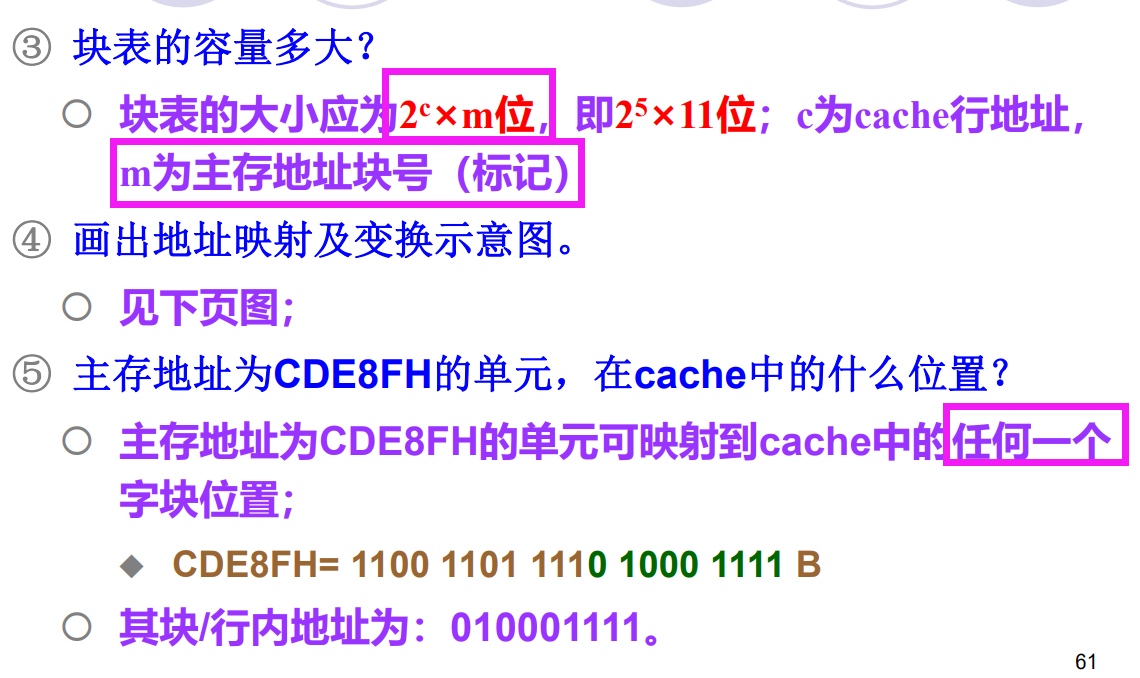 ③ 块表的容量多大？
○ 块表的大小应为2ᶜ×m位，即2⁵×11位；c为cache行地址，
m为主存地址块号（标记）
④ 画出地址映射及变换示意图。
○ 见下页图；
⑤ 主存地址为CDE8FH的单元，在cache中的什么位置？
○ 主存地址为CDE8FH的单元可映射到cache中的任何一个
字块位置；
◆ CDE8FH= 1100 1101 1110 1000 1111 B
○ 其块/行内地址为：010001111。
61